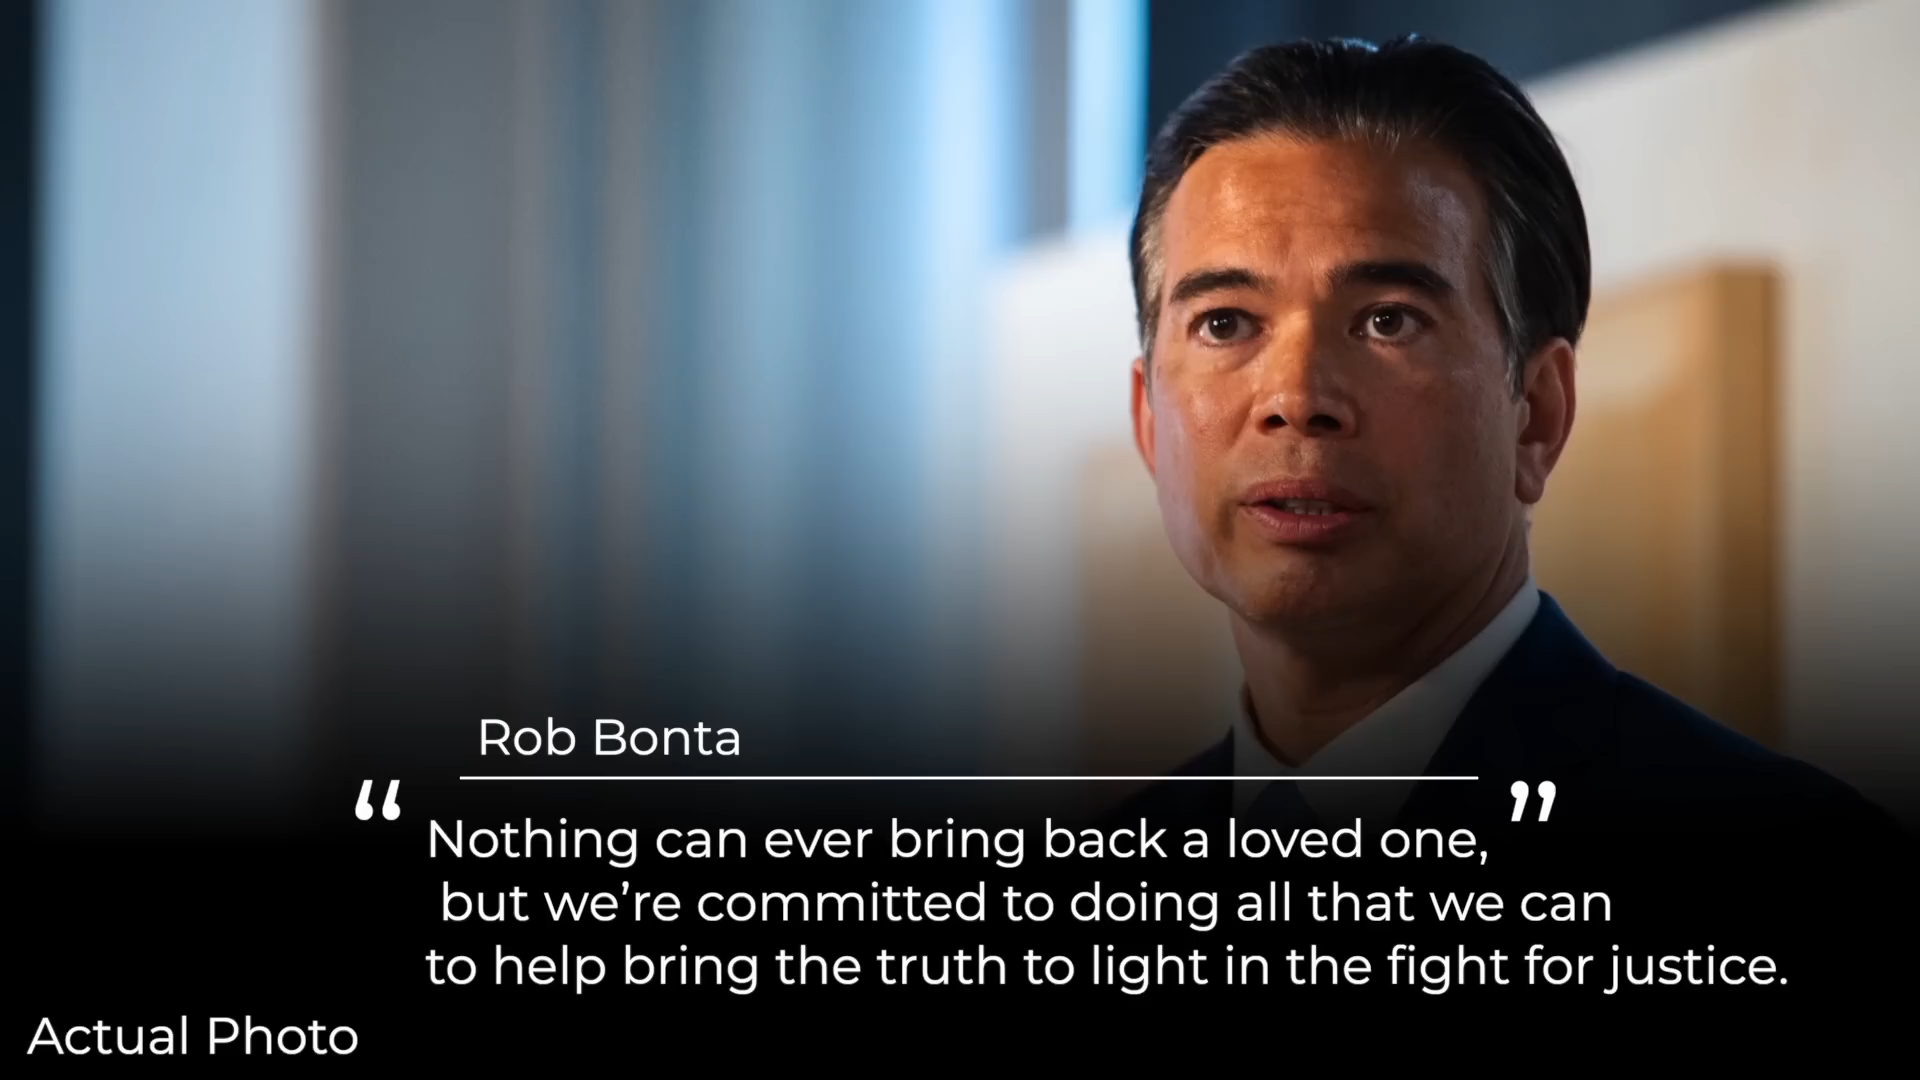 Rob Bonta
“Nothing can ever bring back a loved one,”
but we’re committed to doing all that we can
to help bring the truth to light in the fight for justice.
Actual Photo